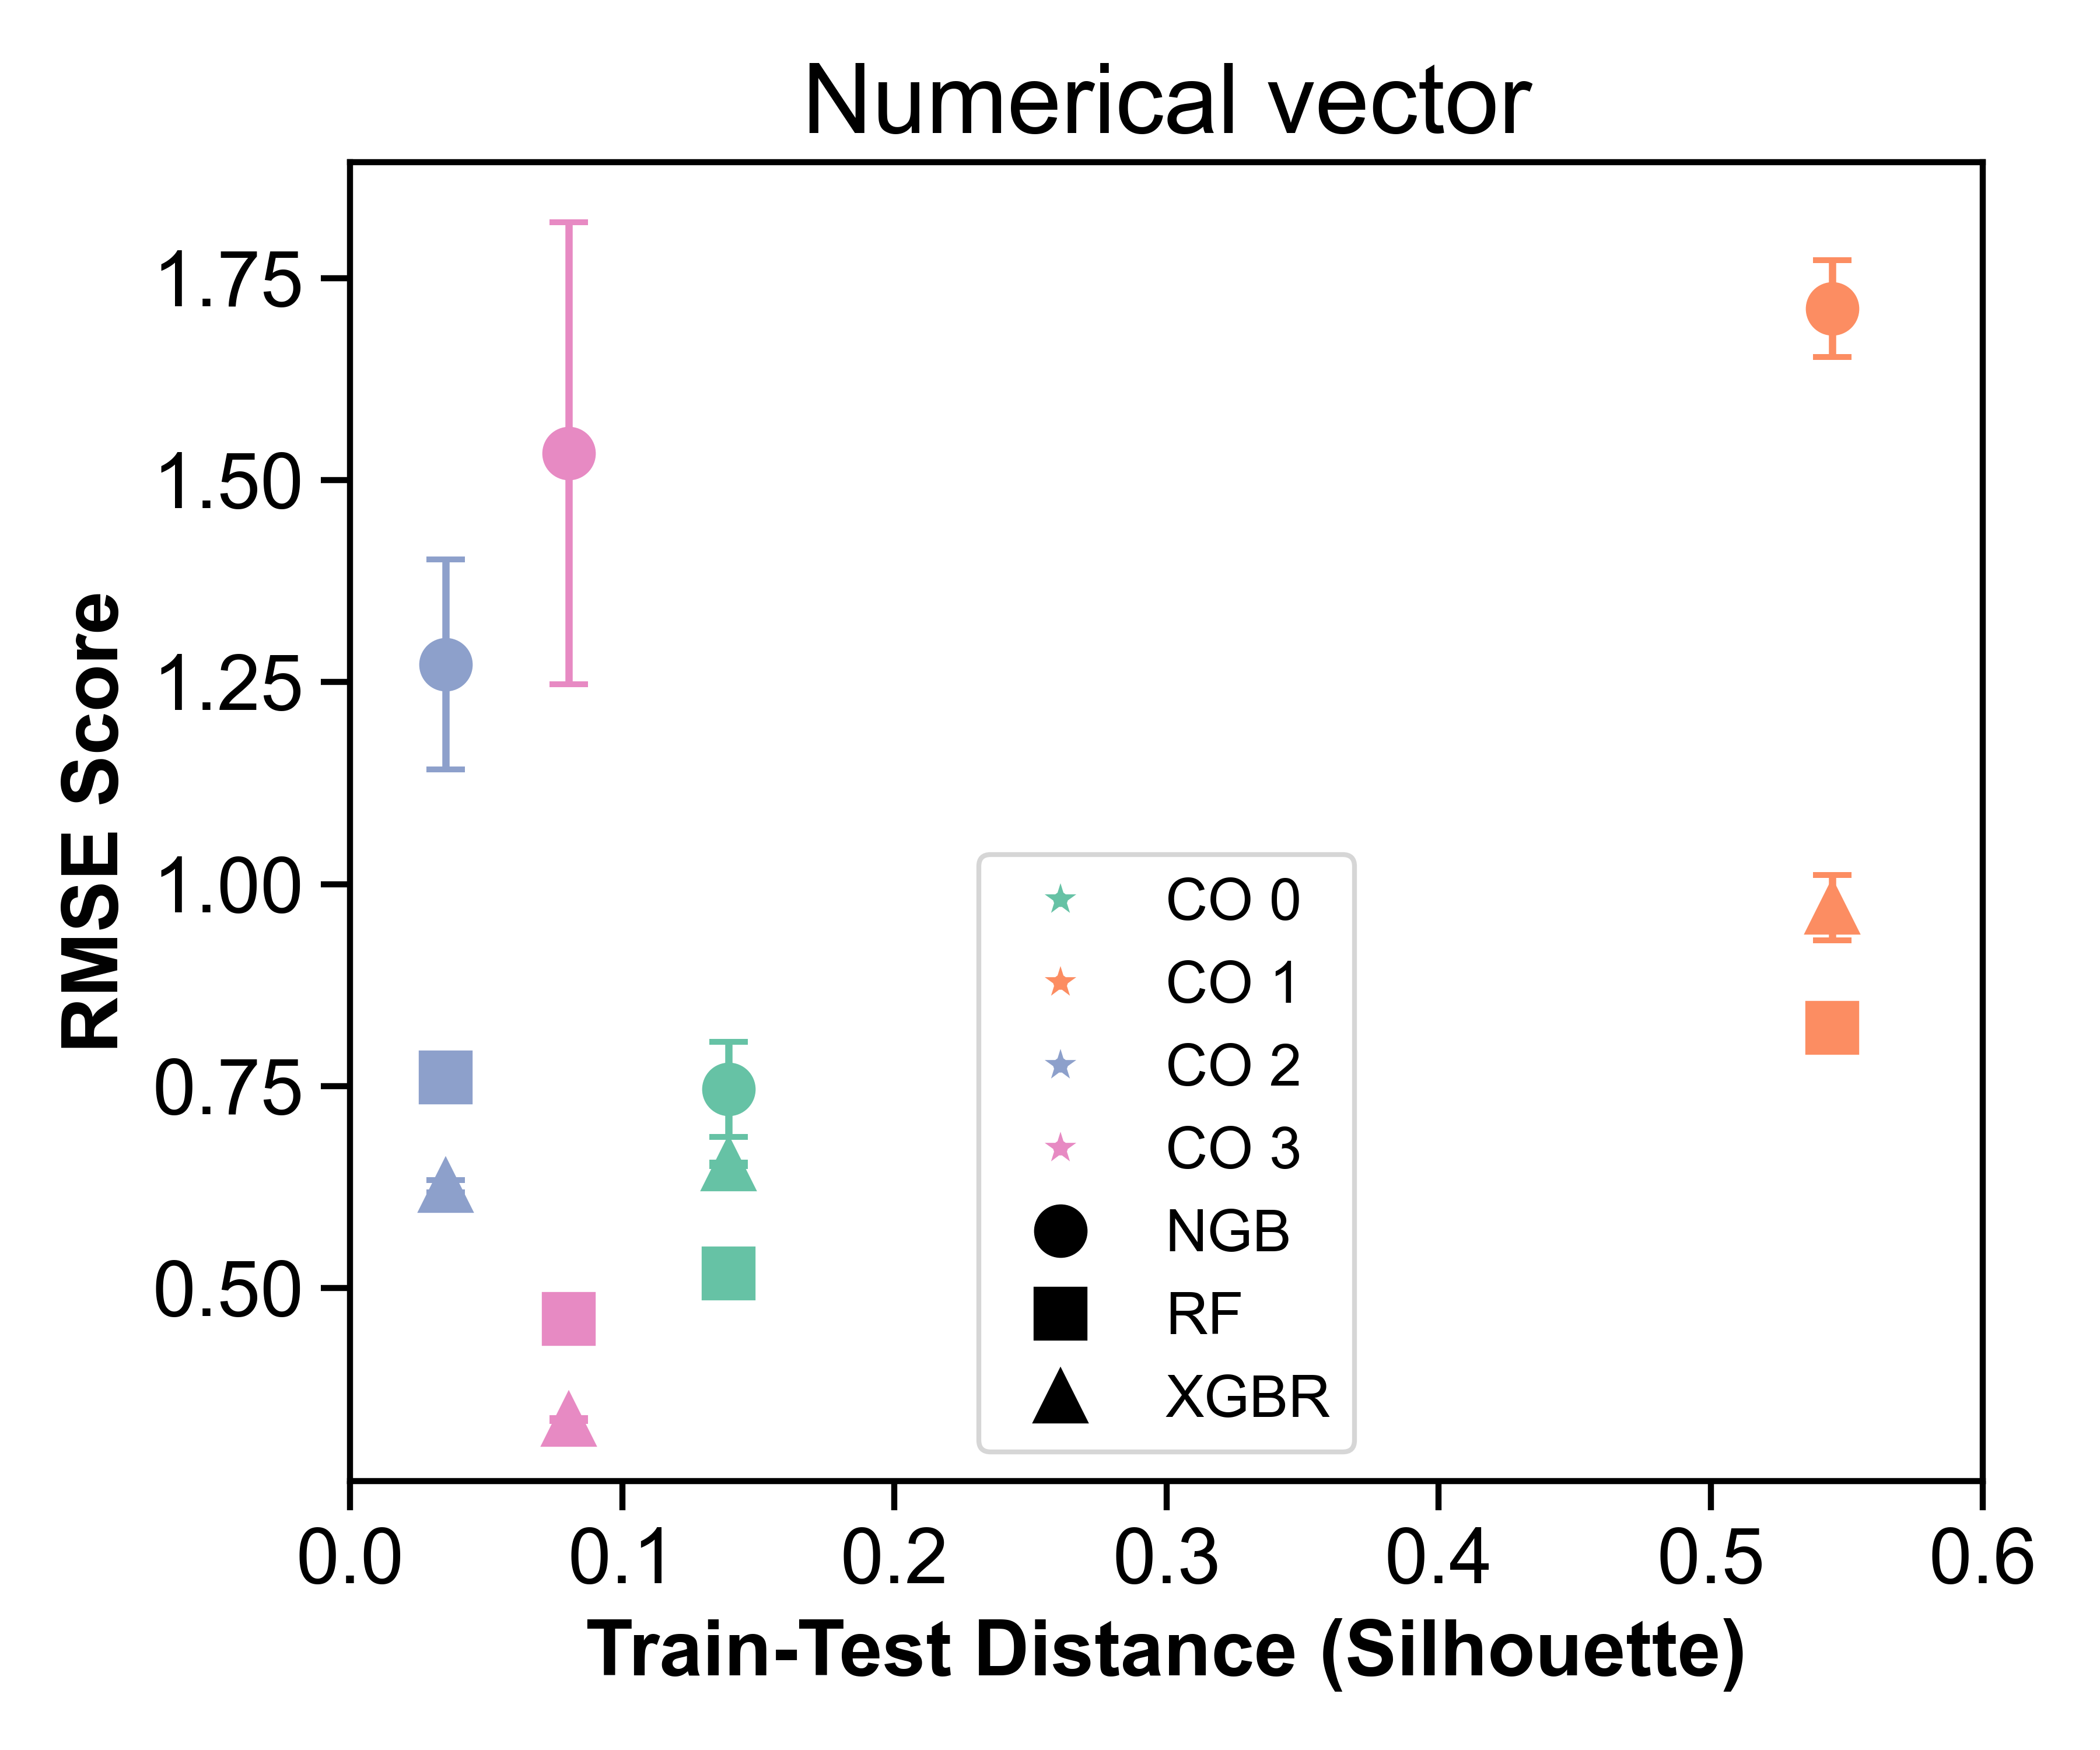 Numerical vector
1.75
1.50
1.25
1.00
0.75
0.50
RMSE Score
CO 0
CO 1
CO 2
CO 3
NGB
RF
XGBR
0.0 0.1 0.2 0.3 0.4 0.5 0.6
Train-Test Distance (Silhouette)